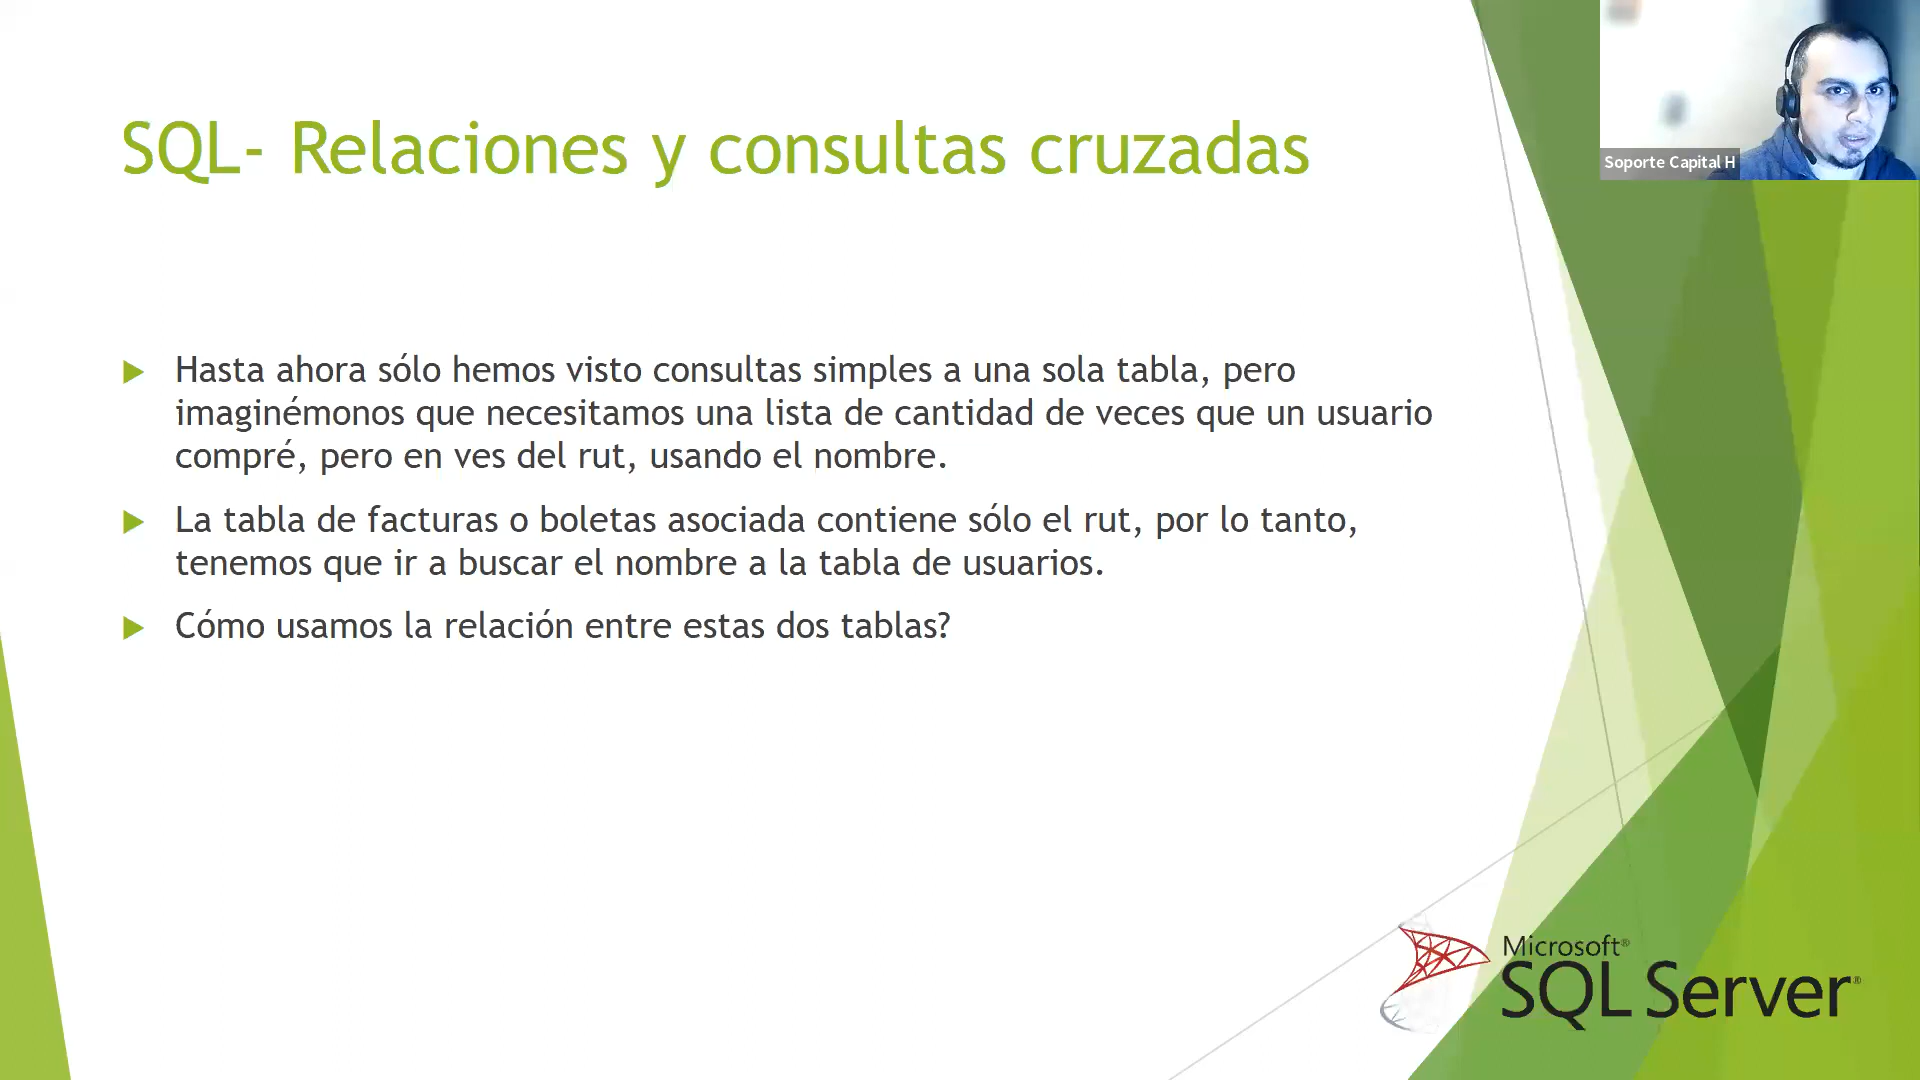 SQL- Relaciones y consultas cruzadas
Soporte Capital H
Hasta ahora sólo hemos visto consultas simples a una sola tabla, pero
imaginémonos que necesitamos una lista de cantidad de veces que un usuario
compré, pero en ves del rut, usando el nombre.
La tabla de facturas o boletas asociada contiene sólo el rut, por lo tanto,
tenemos que ir a buscar el nombre a la tabla de usuarios.
Cómo usamos la relación entre estas dos tablas?
Microsoft®
SQL Server®